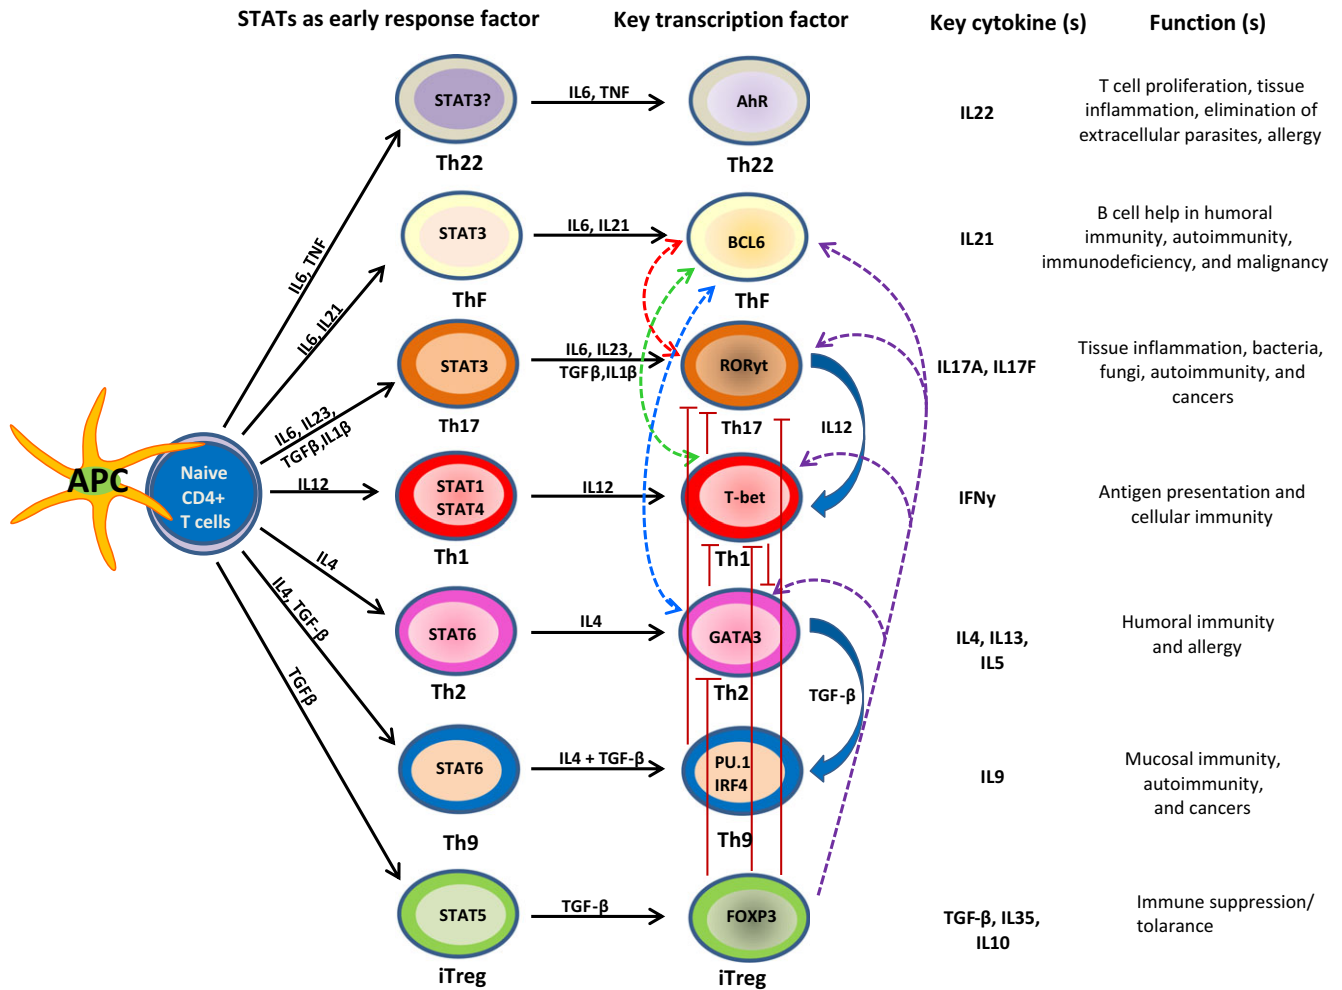 STATs as early response factor
Key transcription factor
Key cytokine (s)
Function (s)
STAT3?
Th22
IL6, TNF
IL6, TNF
AhR
Th22
IL22
T cell proliferation, tissue
inflammation, elimination of
extracellular parasites, allergy
IL6, IL21
STAT3
ThF
IL6, IL21
BCL6
ThF
IL21
B cell help in humoral
immunity, autoimmunity,
immunodeficiency, and malignancy
IL6, IL23,
TGFβ,IL1β
STAT3
Th17
IL6, IL23,
TGFβ,IL1β
RORyt
Th17
IL12
IL17A, IL17F
Tissue inflammation, bacteria,
fungi, autoimmunity, and
cancers
APC
Naive
CD4+
T cells
IL12
STAT1
STAT4
Th1
IL12
T-bet
Th1
IFNy
Antigen presentation and
cellular immunity
IL4
STAT6
Th2
IL4
GATA3
Th2
TGF-β
IL4, IL13,
IL5
Humoral immunity
and allergy
IL4, TGF-β
STAT6
Th9
IL4 + TGF-β
PU.1
IRF4
Th9
IL9
Mucosal immunity,
autoimmunity,
and cancers
TGFβ
STAT5
iTreg
TGF-β
FOXP3
iTreg
TGF-β, IL35,
IL10
Immune suppression/
tolarance